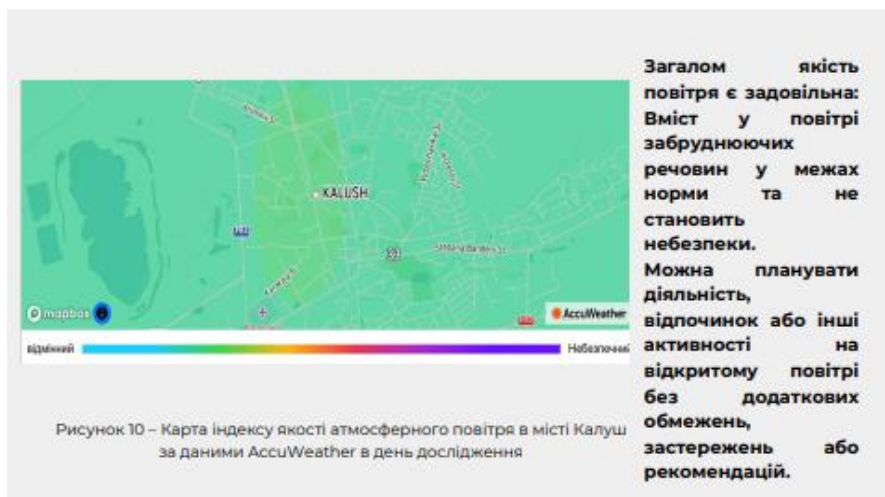 Загалом якість
повітря є задовільна:
Вміст у повітрі
забруднюючих
речовин у межах
норми та не
становить
небезпеки.
Можна планувати
діяльність,
відпочинок або інші
активності на
відкритому повітрі
без додаткових
обмежень,
застережень або
рекомендацій.
KALUSH
mapbox
AccuWeather
відмінний
Небезпечний
Рисунок 10 – Карта індексу якості атмосферного повітря в місті Калуш
за даними AccuWeather в день дослідження